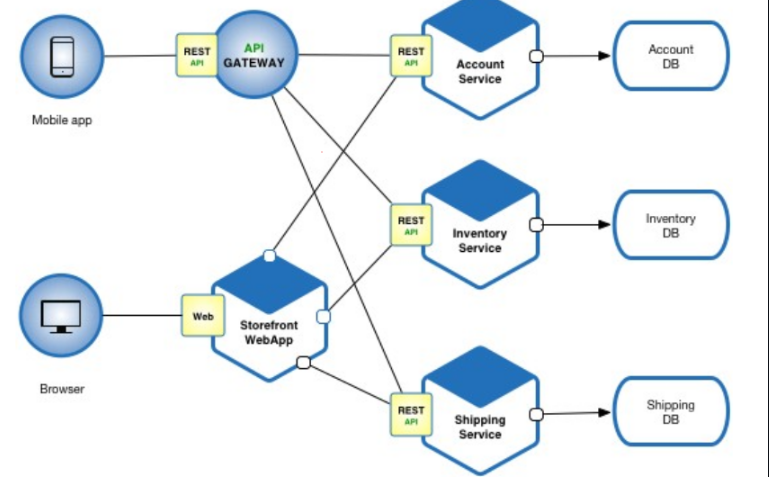 REST
API
API
GATEWAY
REST
API
Account
Service
Account
DB
Mobile app
REST
API
Inventory
Service
Inventory
DB
Web
Storefront
WebApp
Browser
REST
API
Shipping
Service
Shipping
DB